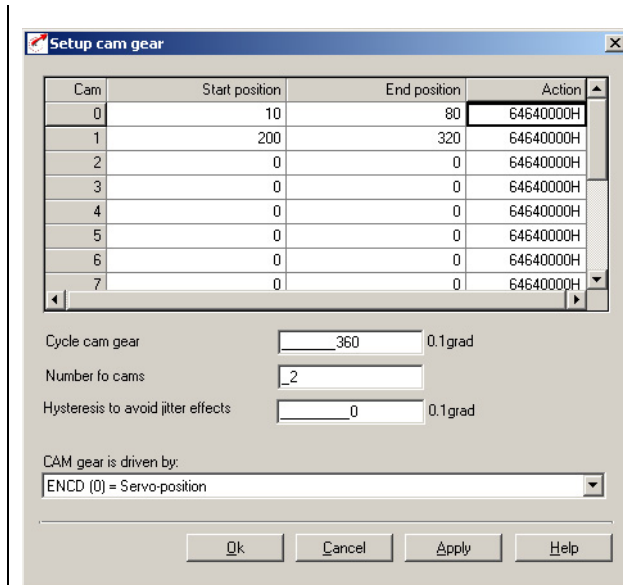 Setup cam gear
Cam Start position End position Action
0 10 80 64640000H
1 200 320 64640000H
2 0 0 64640000H
3 0 0 64640000H
4 0 0 64640000H
5 0 0 64640000H
6 0 0 64640000H
7 0 0 64640000H
Cycle cam gear ______360 0.1grad
Number fo cams _2
Hysteresis to avoid jitter effects ________0 0.1grad
CAM gear is driven by:
ENCD (0) = Servo-position
Ok Cancel Apply Help